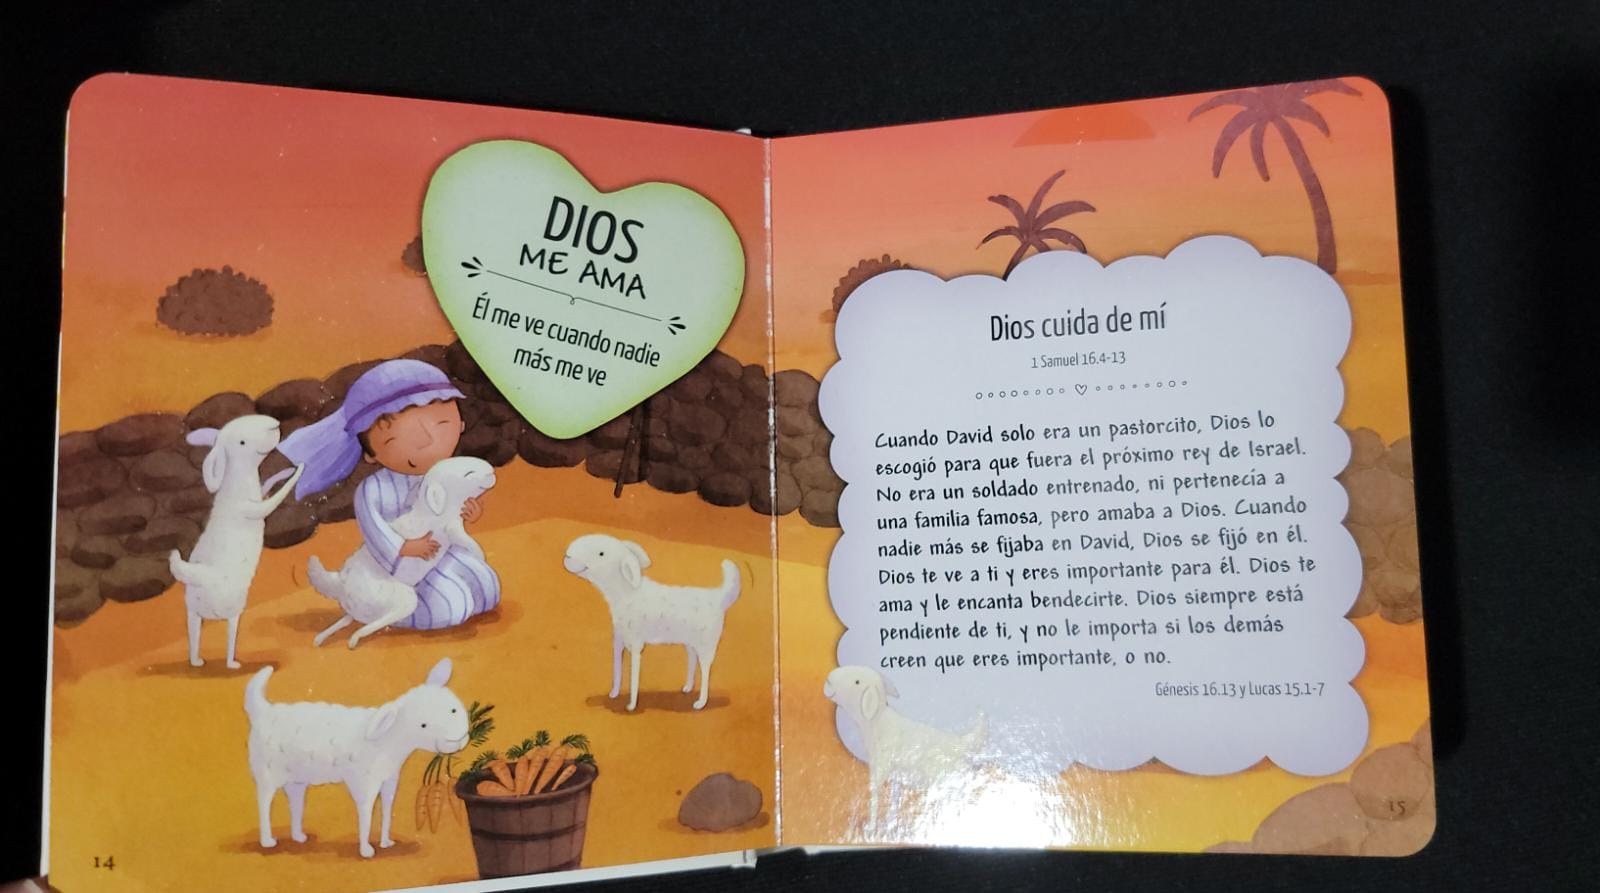 DIOS
ME AMA
Él me ve cuando nadie
más me ve
14
Dios cuida de mí
1 Samuel 16.4-13
Cuando David solo era un pastorcito, Dios lo
escogió para que fuera el próximo rey de Israel.
No era un soldado entrenado, ni pertenecía a
una familia famosa, pero amaba a Dios. Cuando
nadie más se fijaba en David, Dios se fijó en él.
Dios te ve a ti y eres importante para él. Dios te
ama y le encanta bendecirte. Dios siempre está
pendiente de ti, y no le importa si los demás
creen que eres importante, o no.
Génesis 16.13 y Lucas 15.1-7
15